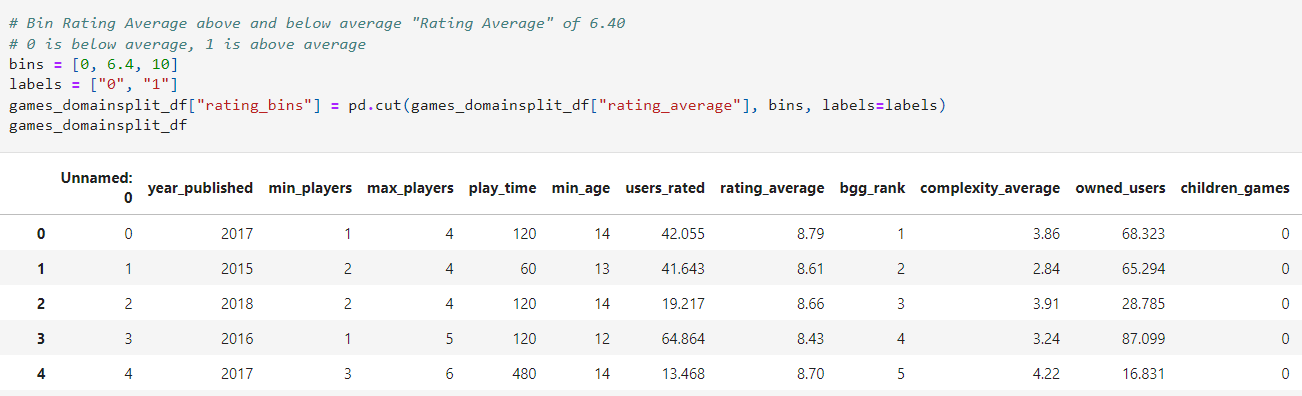 # Bin Rating Average above and below average "Rating Average" of 6.40
# 0 is below average, 1 is above average
bins = [0, 6.4, 10]
labels = ["0", "1"]
games_domainsplit_df["rating_bins"] = pd.cut(games_domainsplit_df["rating_average"], bins, labels=labels)
games_domainsplit_df
Unnamed: 0 year_published min_players max_players play_time min_age users_rated rating_average bgg_rank complexity_average owned_users children_games
0 0 2017 1 4 120 14 42.055 8.79 1 3.86 68.323 0
1 1 2015 2 4 60 13 41.643 8.61 2 2.84 65.294 0
2 2 2018 2 4 120 14 19.217 8.66 3 3.91 28.785 0
3 3 2016 1 5 120 12 64.864 8.43 4 3.24 87.099 0
4 4 2017 3 6 480 14 13.468 8.70 5 4.22 16.831 0